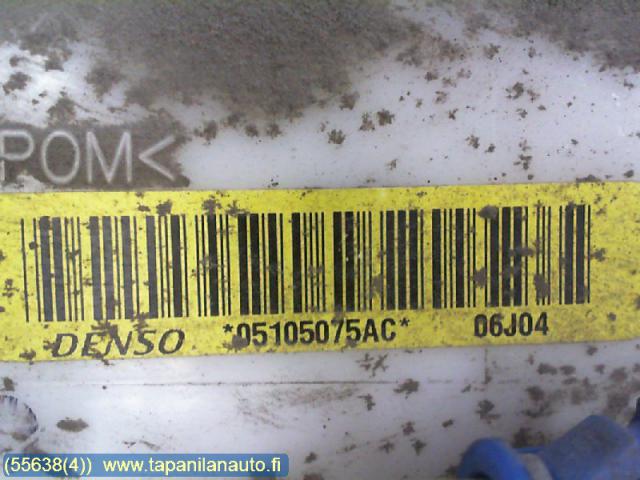 POM<
DENSO *05105075AC* 06J04
(55638(4)) www.tapanilanauto.fi